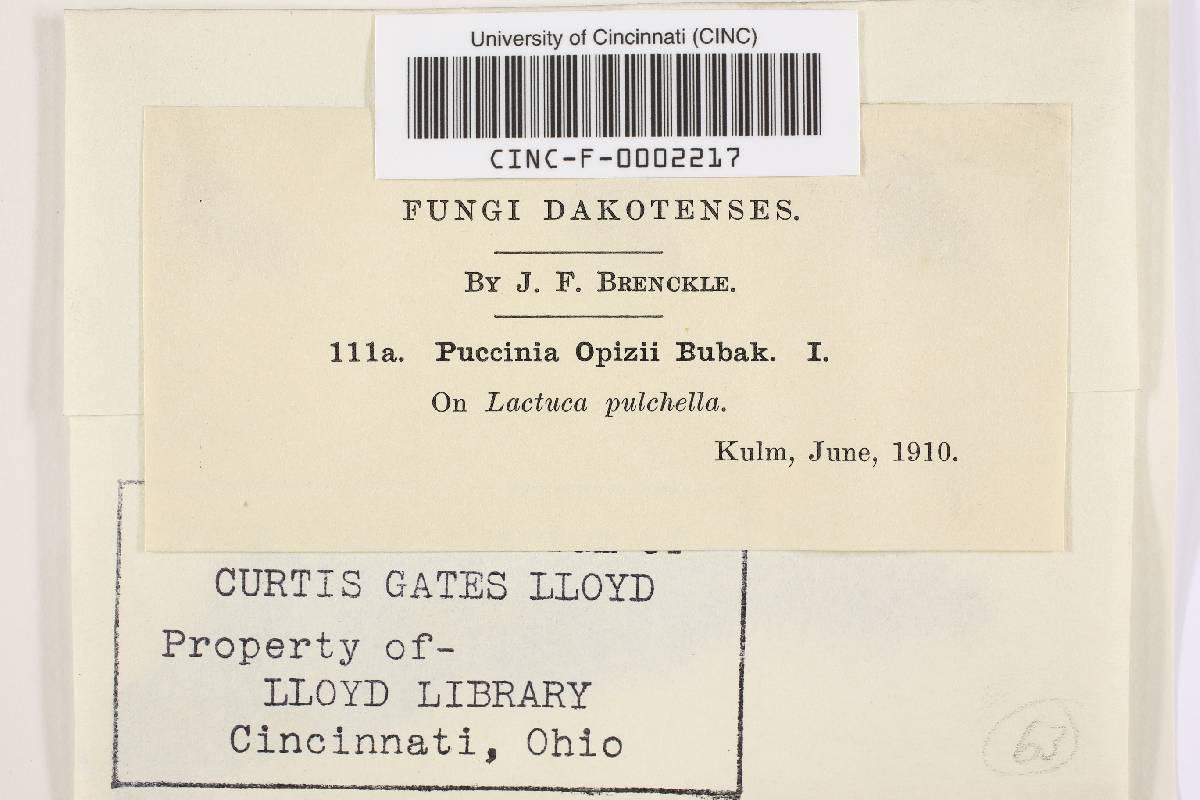 University of Cincinnati (CINC)
CINC-F-0002217
FUNGI DAKOTENSES.
By J. F. Brenckle.
111a. Puccinia Opizii Bubak. I.
On Lactuca pulchella.
Kulm, June, 1910.
CURTIS GATES LLOYD
Property of-
LLOYD LIBRARY
Cincinnati, Ohio
63